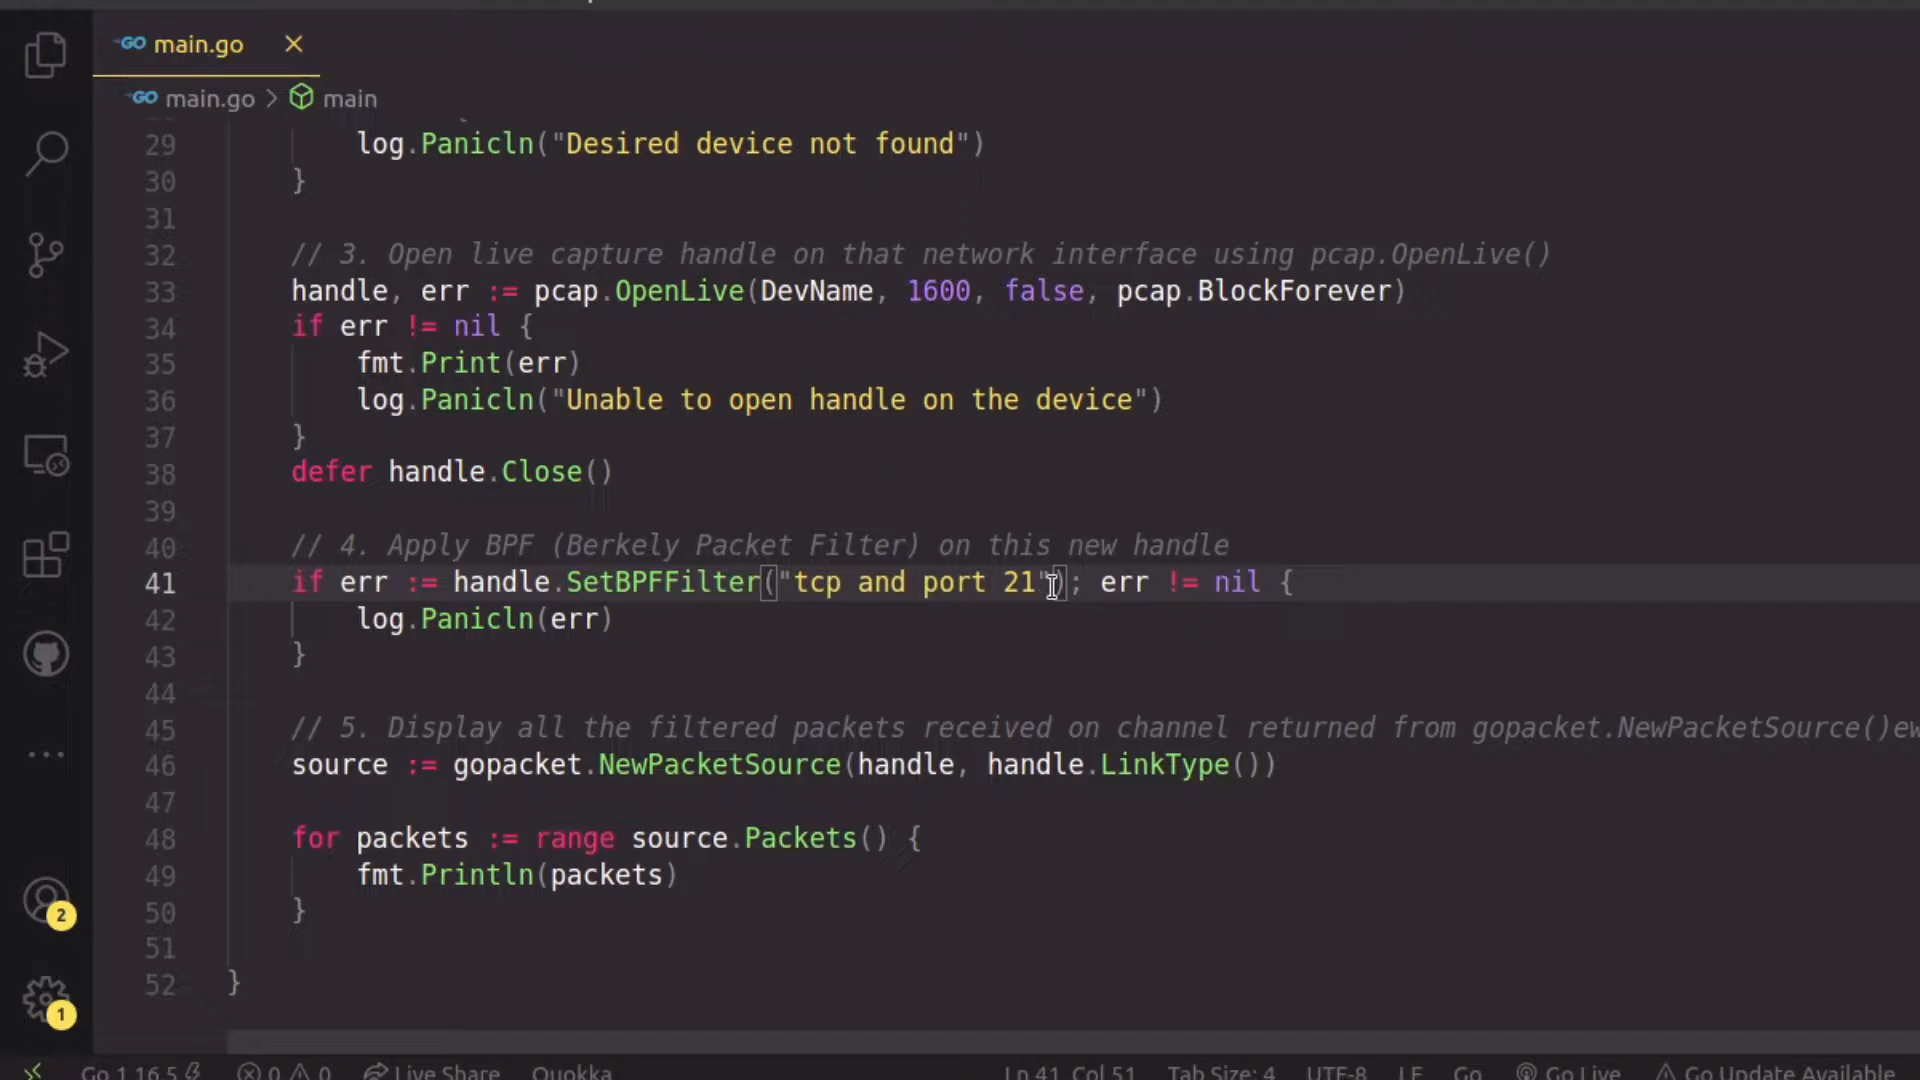 GO main.go
GO main.go > main
29 log.Panicln("Desired device not found")
30 }
31
32 // 3. Open live capture handle on that network interface using pcap.OpenLive()
33 handle, err := pcap.OpenLive(DevName, 1600, false, pcap.BlockForever)
34 if err != nil {
35 fmt.Print(err)
36 log.Panicln("Unable to open handle on the device")
37 }
38 defer handle.Close()
39
40 // 4. Apply BPF (Berkely Packet Filter) on this new handle
41 if err := handle.SetBPFFilter("tcp and port 21"); err != nil {
42 log.Panicln(err)
43 }
44
45 // 5. Display all the filtered packets received on channel returned from gopacket.NewPacketSource()ew
46 source := gopacket.NewPacketSource(handle, handle.LinkType())
47
48 for packets := range source.Packets() {
49 fmt.Println(packets)
50 }
51
52 }
2
1
Go 1.16.5 0 0 Live Share Quokka Ln 41, Col 51 Tab Size: 4 UTF-8 LF Go Go Live Go Update Available